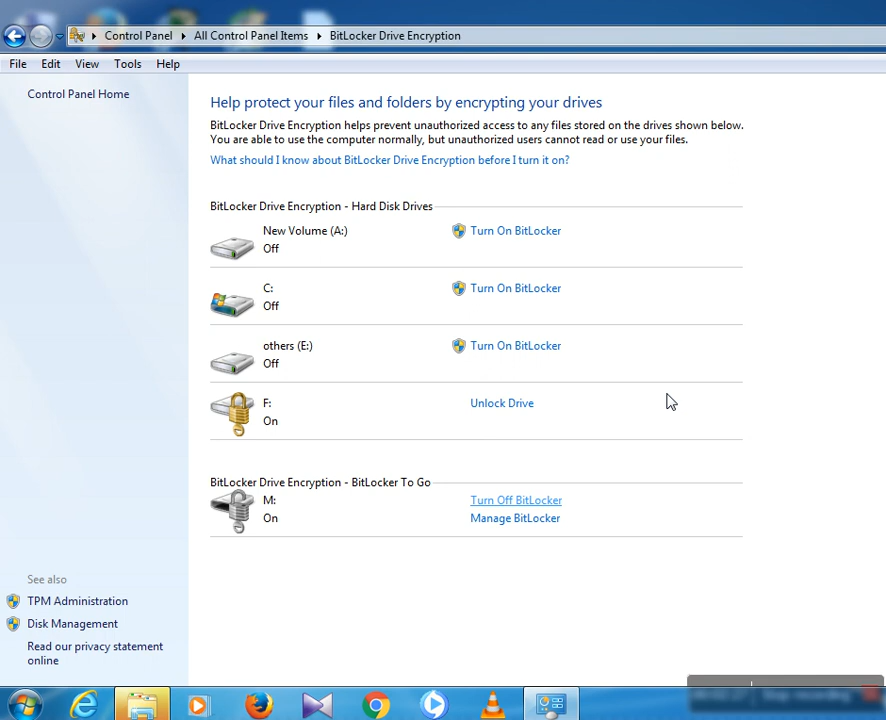 Control Panel All Control Panel Items BitLocker Drive Encryption
File Edit View Tools Help
Control Panel Home
Help protect your files and folders by encrypting your drives
BitLocker Drive Encryption helps prevent unauthorized access to any files stored on the drives shown below.
You are able to use the computer normally, but unauthorized users cannot read or use your files.
What should I know about BitLocker Drive Encryption before I turn it on?
BitLocker Drive Encryption - Hard Disk Drives
New Volume (A:) Turn On BitLocker
Off
C: Turn On BitLocker
Off
others (E:) Turn On BitLocker
Off
F: Unlock Drive
On
BitLocker Drive Encryption - BitLocker To Go
M: Turn Off BitLocker
On Manage BitLocker
See also
TPM Administration
Disk Management
Read our privacy statement
online
Stop recording